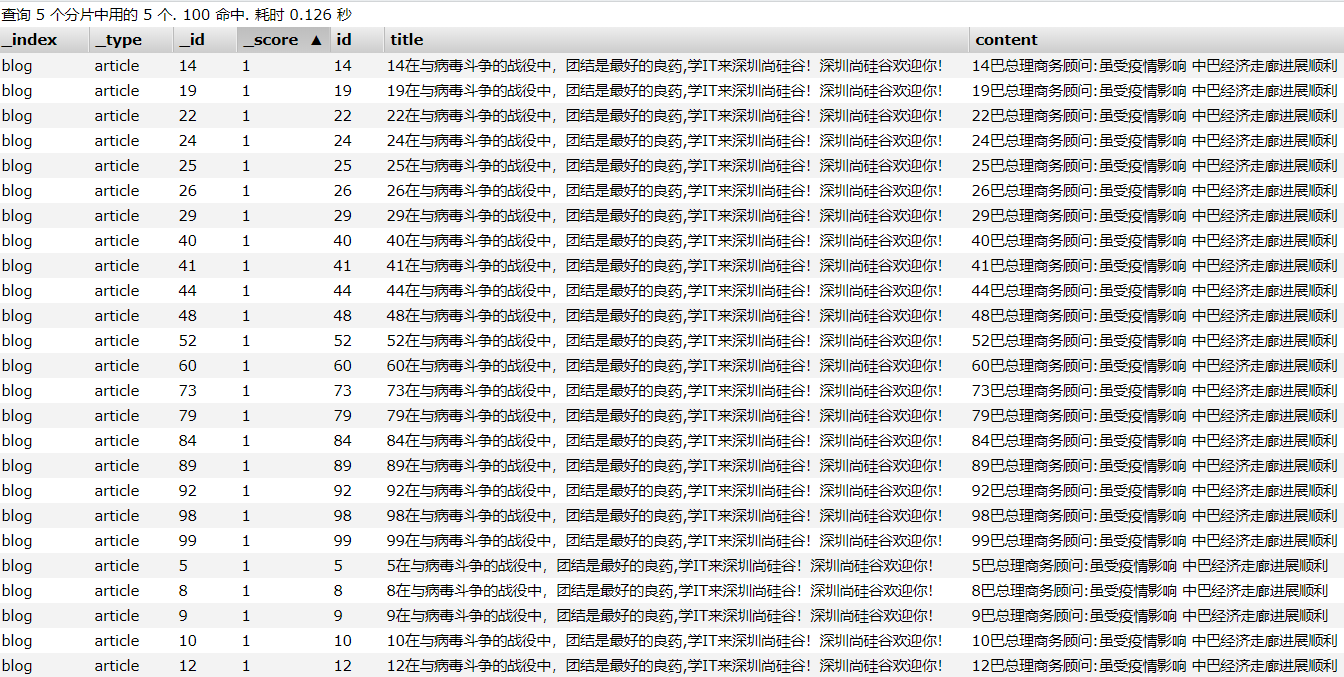 查询 5 个分片中用的 5 个. 100 命中. 耗时 0.126 秒
_index _type _id _score ▲ id title content
blog article 14 1 14 14在与病毒斗争的战役中，团结是最好的良药,学IT来深圳尚硅谷！深圳尚硅谷欢迎你！ 14巴总理商务顾问:虽受疫情影响 中巴经济走廊进展顺利
blog article 19 1 19 19在与病毒斗争的战役中，团结是最好的良药,学IT来深圳尚硅谷！深圳尚硅谷欢迎你！ 19巴总理商务顾问:虽受疫情影响 中巴经济走廊进展顺利
blog article 22 1 22 22在与病毒斗争的战役中，团结是最好的良药,学IT来深圳尚硅谷！深圳尚硅谷欢迎你！ 22巴总理商务顾问:虽受疫情影响 中巴经济走廊进展顺利
blog article 24 1 24 24在与病毒斗争的战役中，团结是最好的良药,学IT来深圳尚硅谷！深圳尚硅谷欢迎你！ 24巴总理商务顾问:虽受疫情影响 中巴经济走廊进展顺利
blog article 25 1 25 25在与病毒斗争的战役中，团结是最好的良药,学IT来深圳尚硅谷！深圳尚硅谷欢迎你！ 25巴总理商务顾问:虽受疫情影响 中巴经济走廊进展顺利
blog article 26 1 26 26在与病毒斗争的战役中，团结是最好的良药,学IT来深圳尚硅谷！深圳尚硅谷欢迎你！ 26巴总理商务顾问:虽受疫情影响 中巴经济走廊进展顺利
blog article 29 1 29 29在与病毒斗争的战役中，团结是最好的良药,学IT来深圳尚硅谷！深圳尚硅谷欢迎你！ 29巴总理商务顾问:虽受疫情影响 中巴经济走廊进展顺利
blog article 40 1 40 40在与病毒斗争的战役中，团结是最好的良药,学IT来深圳尚硅谷！深圳尚硅谷欢迎你！ 40巴总理商务顾问:虽受疫情影响 中巴经济走廊进展顺利
blog article 41 1 41 41在与病毒斗争的战役中，团结是最好的良药,学IT来深圳尚硅谷！深圳尚硅谷欢迎你！ 41巴总理商务顾问:虽受疫情影响 中巴经济走廊进展顺利
blog article 44 1 44 44在与病毒斗争的战役中，团结是最好的良药,学IT来深圳尚硅谷！深圳尚硅谷欢迎你！ 44巴总理商务顾问:虽受疫情影响 中巴经济走廊进展顺利
blog article 48 1 48 48在与病毒斗争的战役中，团结是最好的良药,学IT来深圳尚硅谷！深圳尚硅谷欢迎你！ 48巴总理商务顾问:虽受疫情影响 中巴经济走廊进展顺利
blog article 52 1 52 52在与病毒斗争的战役中，团结是最好的良药,学IT来深圳尚硅谷！深圳尚硅谷欢迎你！ 52巴总理商务顾问:虽受疫情影响 中巴经济走廊进展顺利
blog article 60 1 60 60在与病毒斗争的战役中，团结是最好的良药,学IT来深圳尚硅谷！深圳尚硅谷欢迎你！ 60巴总理商务顾问:虽受疫情影响 中巴经济走廊进展顺利
blog article 73 1 73 73在与病毒斗争的战役中，团结是最好的良药,学IT来深圳尚硅谷！深圳尚硅谷欢迎你！ 73巴总理商务顾问:虽受疫情影响 中巴经济走廊进展顺利
blog article 79 1 79 79在与病毒斗争的战役中，团结是最好的良药,学IT来深圳尚硅谷！深圳尚硅谷欢迎你！ 79巴总理商务顾问:虽受疫情影响 中巴经济走廊进展顺利
blog article 84 1 84 84在与病毒斗争的战役中，团结是最好的良药,学IT来深圳尚硅谷！深圳尚硅谷欢迎你！ 84巴总理商务顾问:虽受疫情影响 中巴经济走廊进展顺利
blog article 89 1 89 89在与病毒斗争的战役中，团结是最好的良药,学IT来深圳尚硅谷！深圳尚硅谷欢迎你！ 89巴总理商务顾问:虽受疫情影响 中巴经济走廊进展顺利
blog article 92 1 92 92在与病毒斗争的战役中，团结是最好的良药,学IT来深圳尚硅谷！深圳尚硅谷欢迎你！ 92巴总理商务顾问:虽受疫情影响 中巴经济走廊进展顺利
blog article 98 1 98 98在与病毒斗争的战役中，团结是最好的良药,学IT来深圳尚硅谷！深圳尚硅谷欢迎你！ 98巴总理商务顾问:虽受疫情影响 中巴经济走廊进展顺利
blog article 99 1 99 99在与病毒斗争的战役中，团结是最好的良药,学IT来深圳尚硅谷！深圳尚硅谷欢迎你！ 99巴总理商务顾问:虽受疫情影响 中巴经济走廊进展顺利
blog article 5 1 5 5在与病毒斗争的战役中，团结是最好的良药,学IT来深圳尚硅谷！深圳尚硅谷欢迎你！ 5巴总理商务顾问:虽受疫情影响 中巴经济走廊进展顺利
blog article 8 1 8 8在与病毒斗争的战役中，团结是最好的良药,学IT来深圳尚硅谷！深圳尚硅谷欢迎你！ 8巴总理商务顾问:虽受疫情影响 中巴经济走廊进展顺利
blog article 9 1 9 9在与病毒斗争的战役中，团结是最好的良药,学IT来深圳尚硅谷！深圳尚硅谷欢迎你！ 9巴总理商务顾问:虽受疫情影响 中巴经济走廊进展顺利
blog article 10 1 10 10在与病毒斗争的战役中，团结是最好的良药,学IT来深圳尚硅谷！深圳尚硅谷欢迎你！ 10巴总理商务顾问:虽受疫情影响 中巴经济走廊进展顺利
blog article 12 1 12 12在与病毒斗争的战役中，团结是最好的良药,学IT来深圳尚硅谷！深圳尚硅谷欢迎你！ 12巴总理商务顾问:虽受疫情影响 中巴经济走廊进展顺利